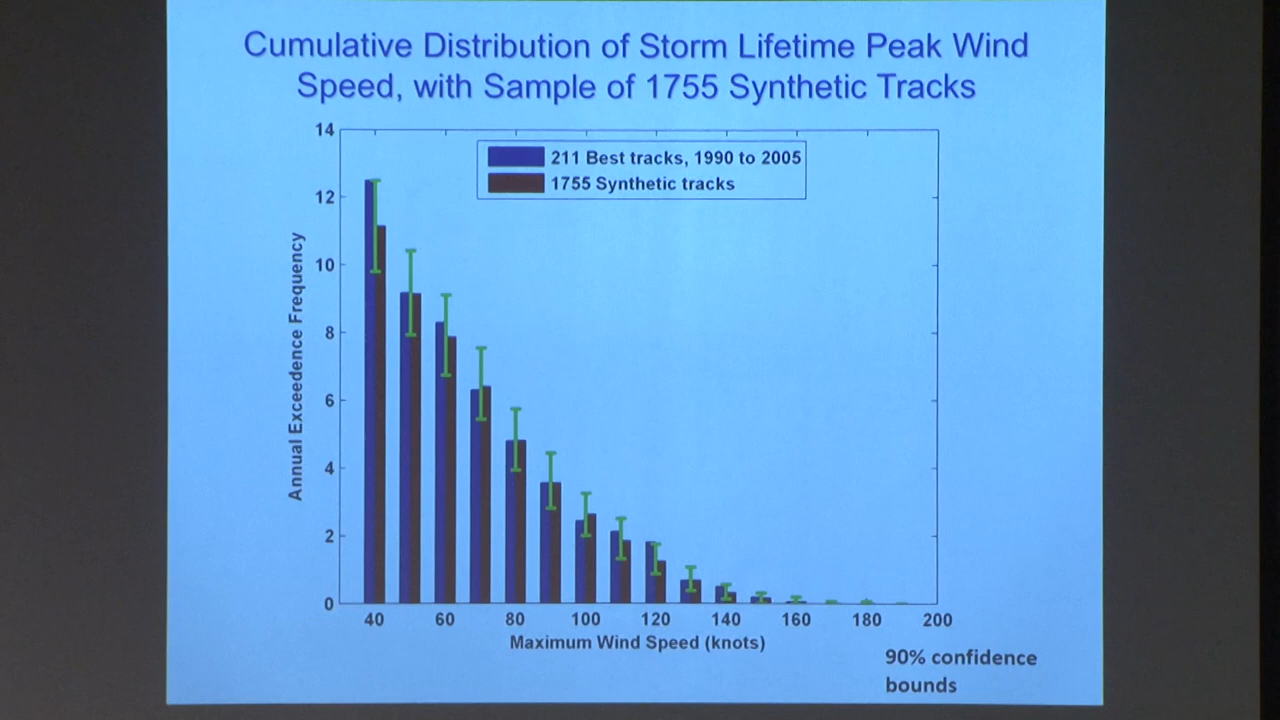 Cumulative Distribution of Storm Lifetime Peak Wind
Speed, with Sample of 1755 Synthetic Tracks
14
12
10
8
6
4
2
0
Annual Exceedence Frequency
211 Best tracks, 1990 to 2005
1755 Synthetic tracks
40 60 80 100 120 140 160 180 200
Maximum Wind Speed (knots)
90% confidence
bounds